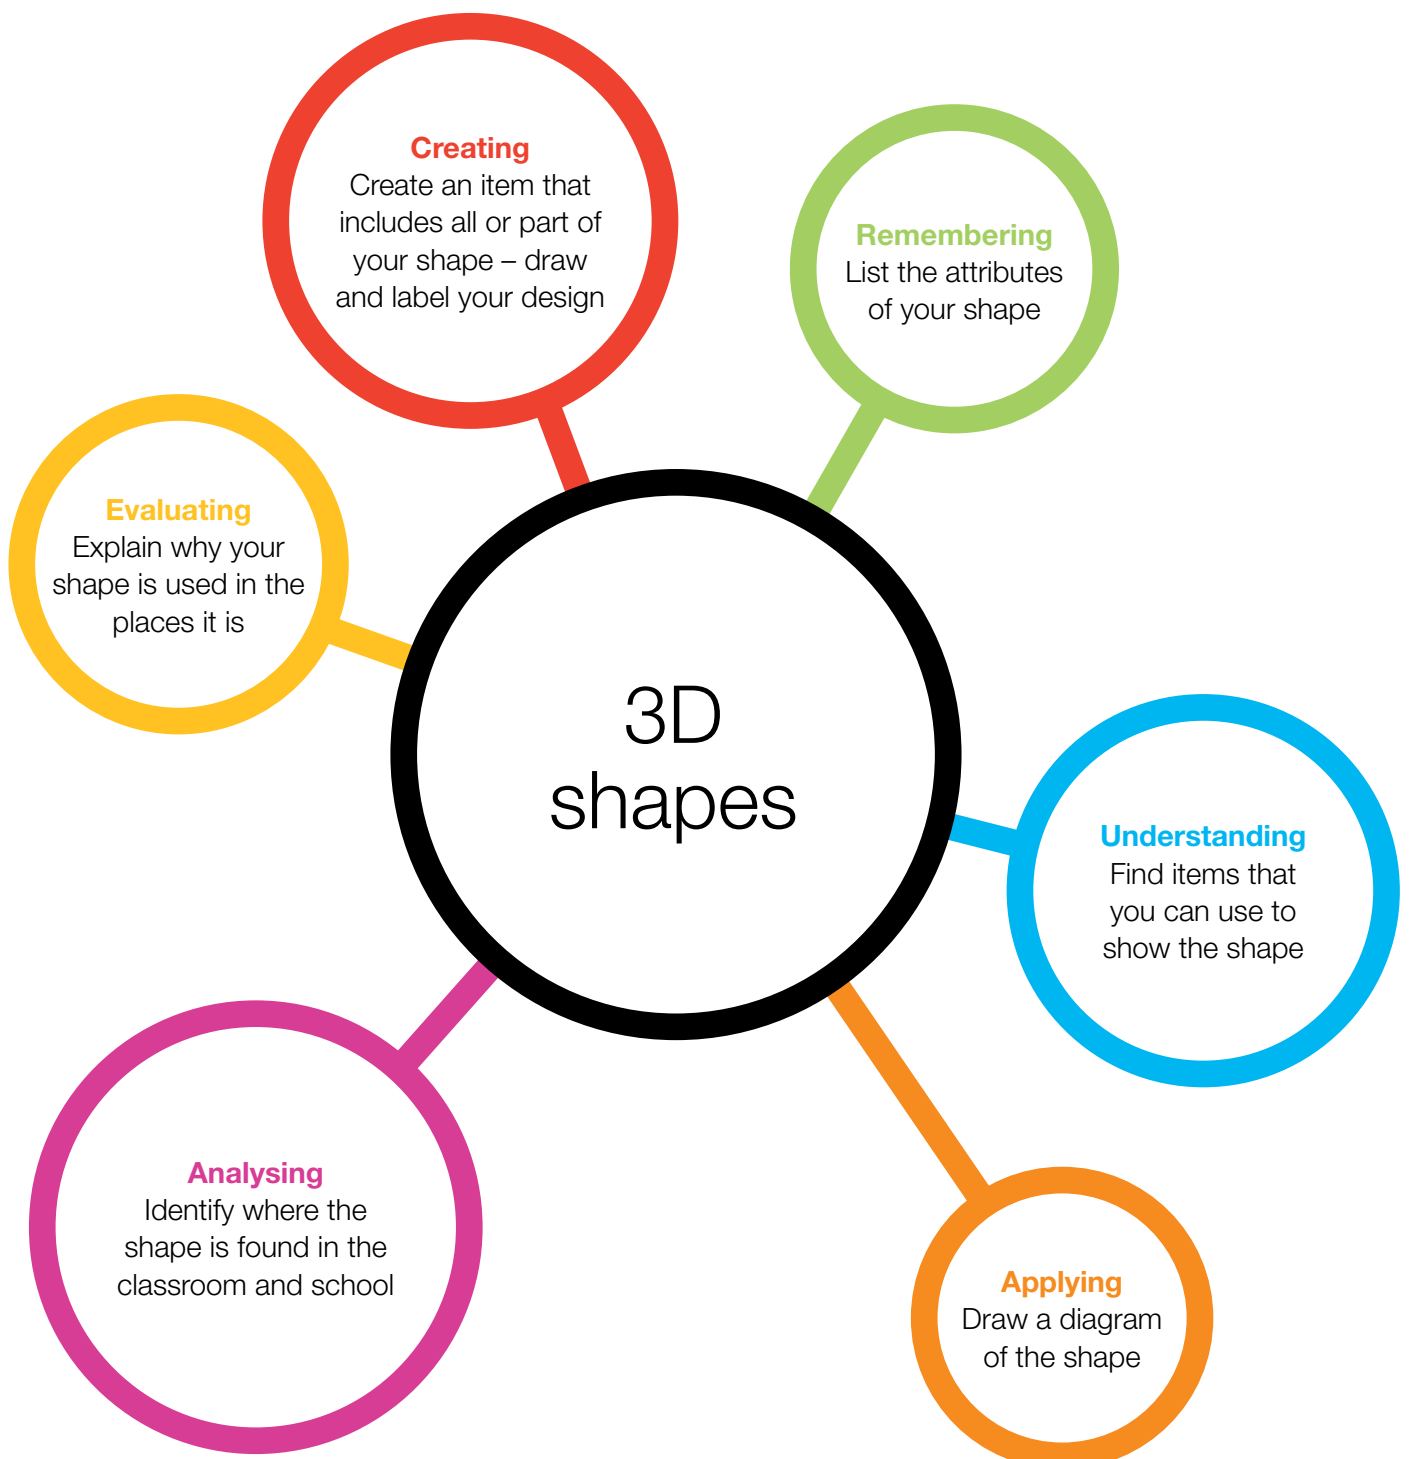 Creating
Create an item that
includes all or part of
your shape – draw
and label your design
Remembering
List the attributes
of your shape
Evaluating
Explain why your
shape is used in the
places it is
3D
shapes
Understanding
Find items that
you can use to
show the shape
Analysing
Identify where the
shape is found in the
classroom and school
Applying
Draw a diagram
of the shape